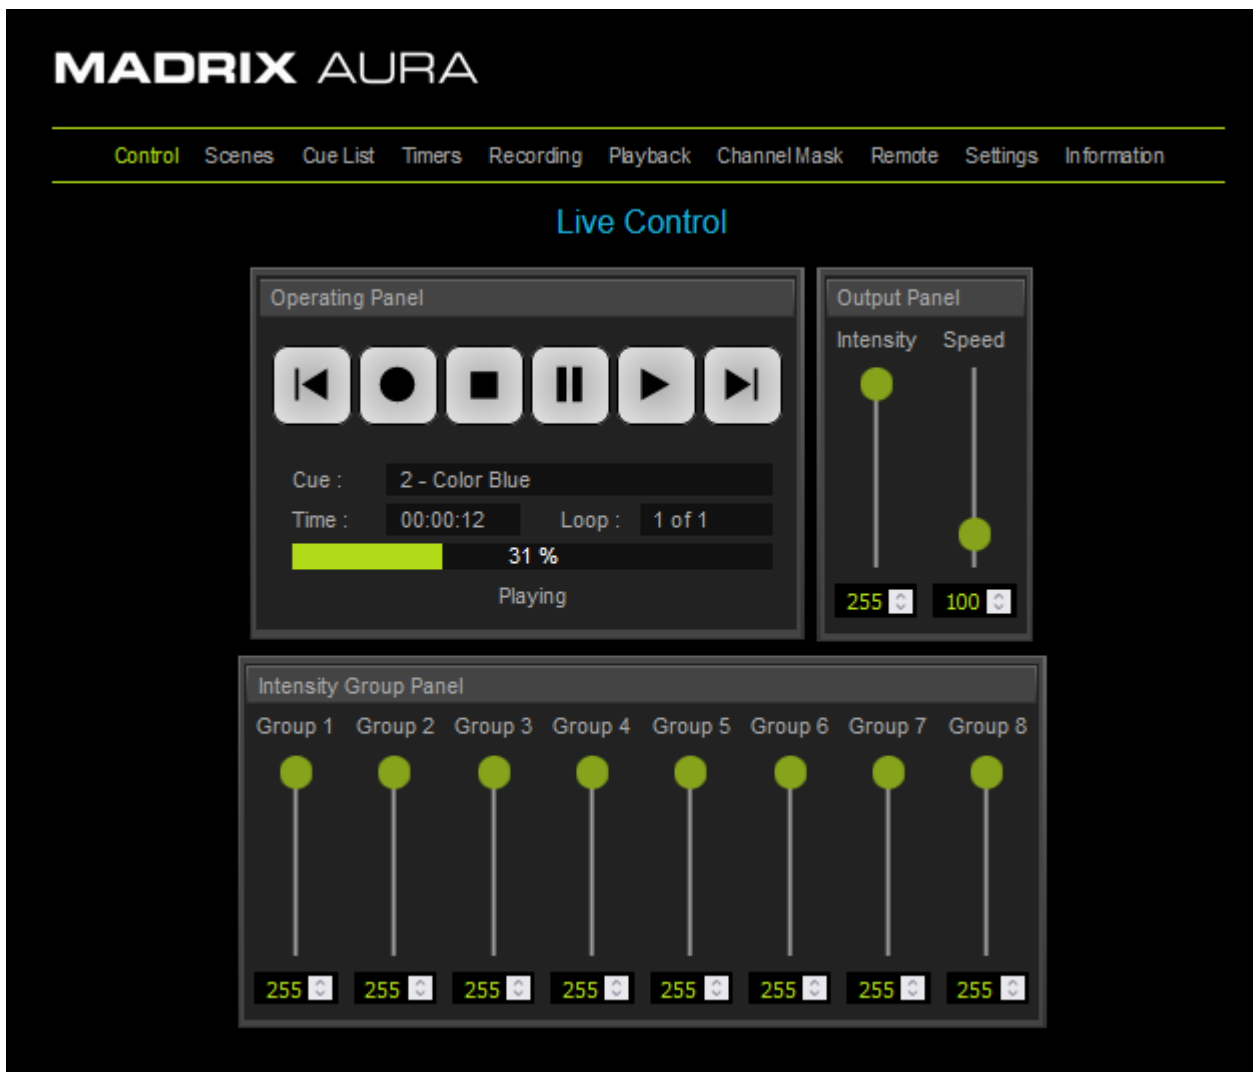 MADRIX AURA
Control Scenes Cue List Timers Recording Playback Channel Mask Remote Settings Information
Live Control
Operating Panel
Cue : 2 - Color Blue
Time : 00:00:12 Loop : 1 of 1
31 %
Playing
Output Panel
Intensity Speed
255 100
Intensity Group Panel
Group 1 Group 2 Group 3 Group 4 Group 5 Group 6 Group 7 Group 8
255 255 255 255 255 255 255 255